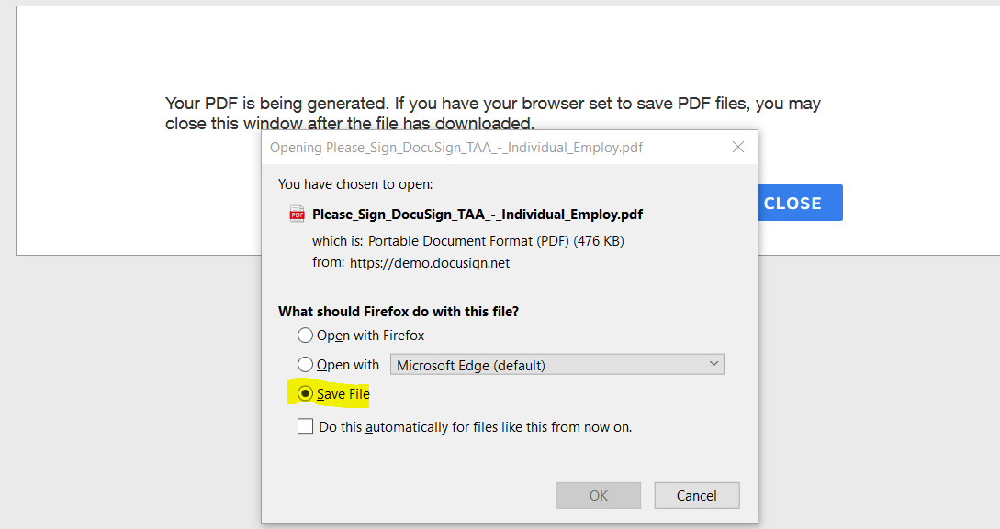 Your PDF is being generated. If you have your browser set to save PDF files, you may
close this window after the file has downloaded.
Opening Please_Sign_DocuSign_TAA_-_Individual_Employ.pdf
You have chosen to open:
PDF
Please_Sign_DocuSign_TAA_-_Individual_Employ.pdf
which is: Portable Document Format (PDF) (476 KB)
from: https://demo.docusign.net
CLOSE
What should Firefox do with this file?
Open with Firefox
Open with Microsoft Edge (default)
Save File
Do this automatically for files like this from now on.
OK Cancel